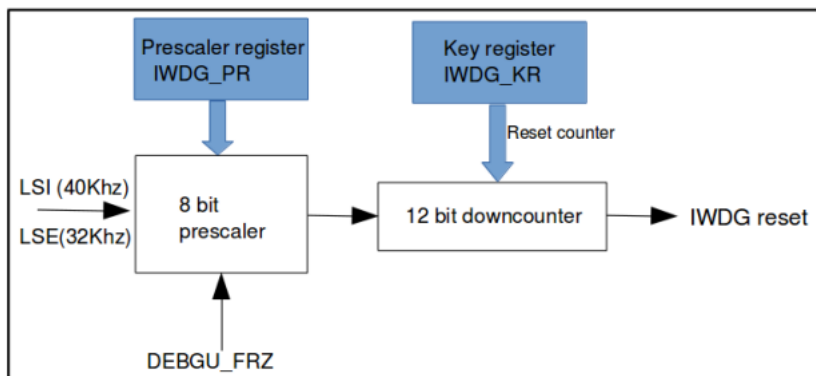 Prescaler register
IWDG_PR
Key register
IWDG_KR
Reset counter
LSI (40Khz)
LSE(32Khz)
8 bit
prescaler
12 bit downcounter
IWDG reset
DEBGU_FRZ